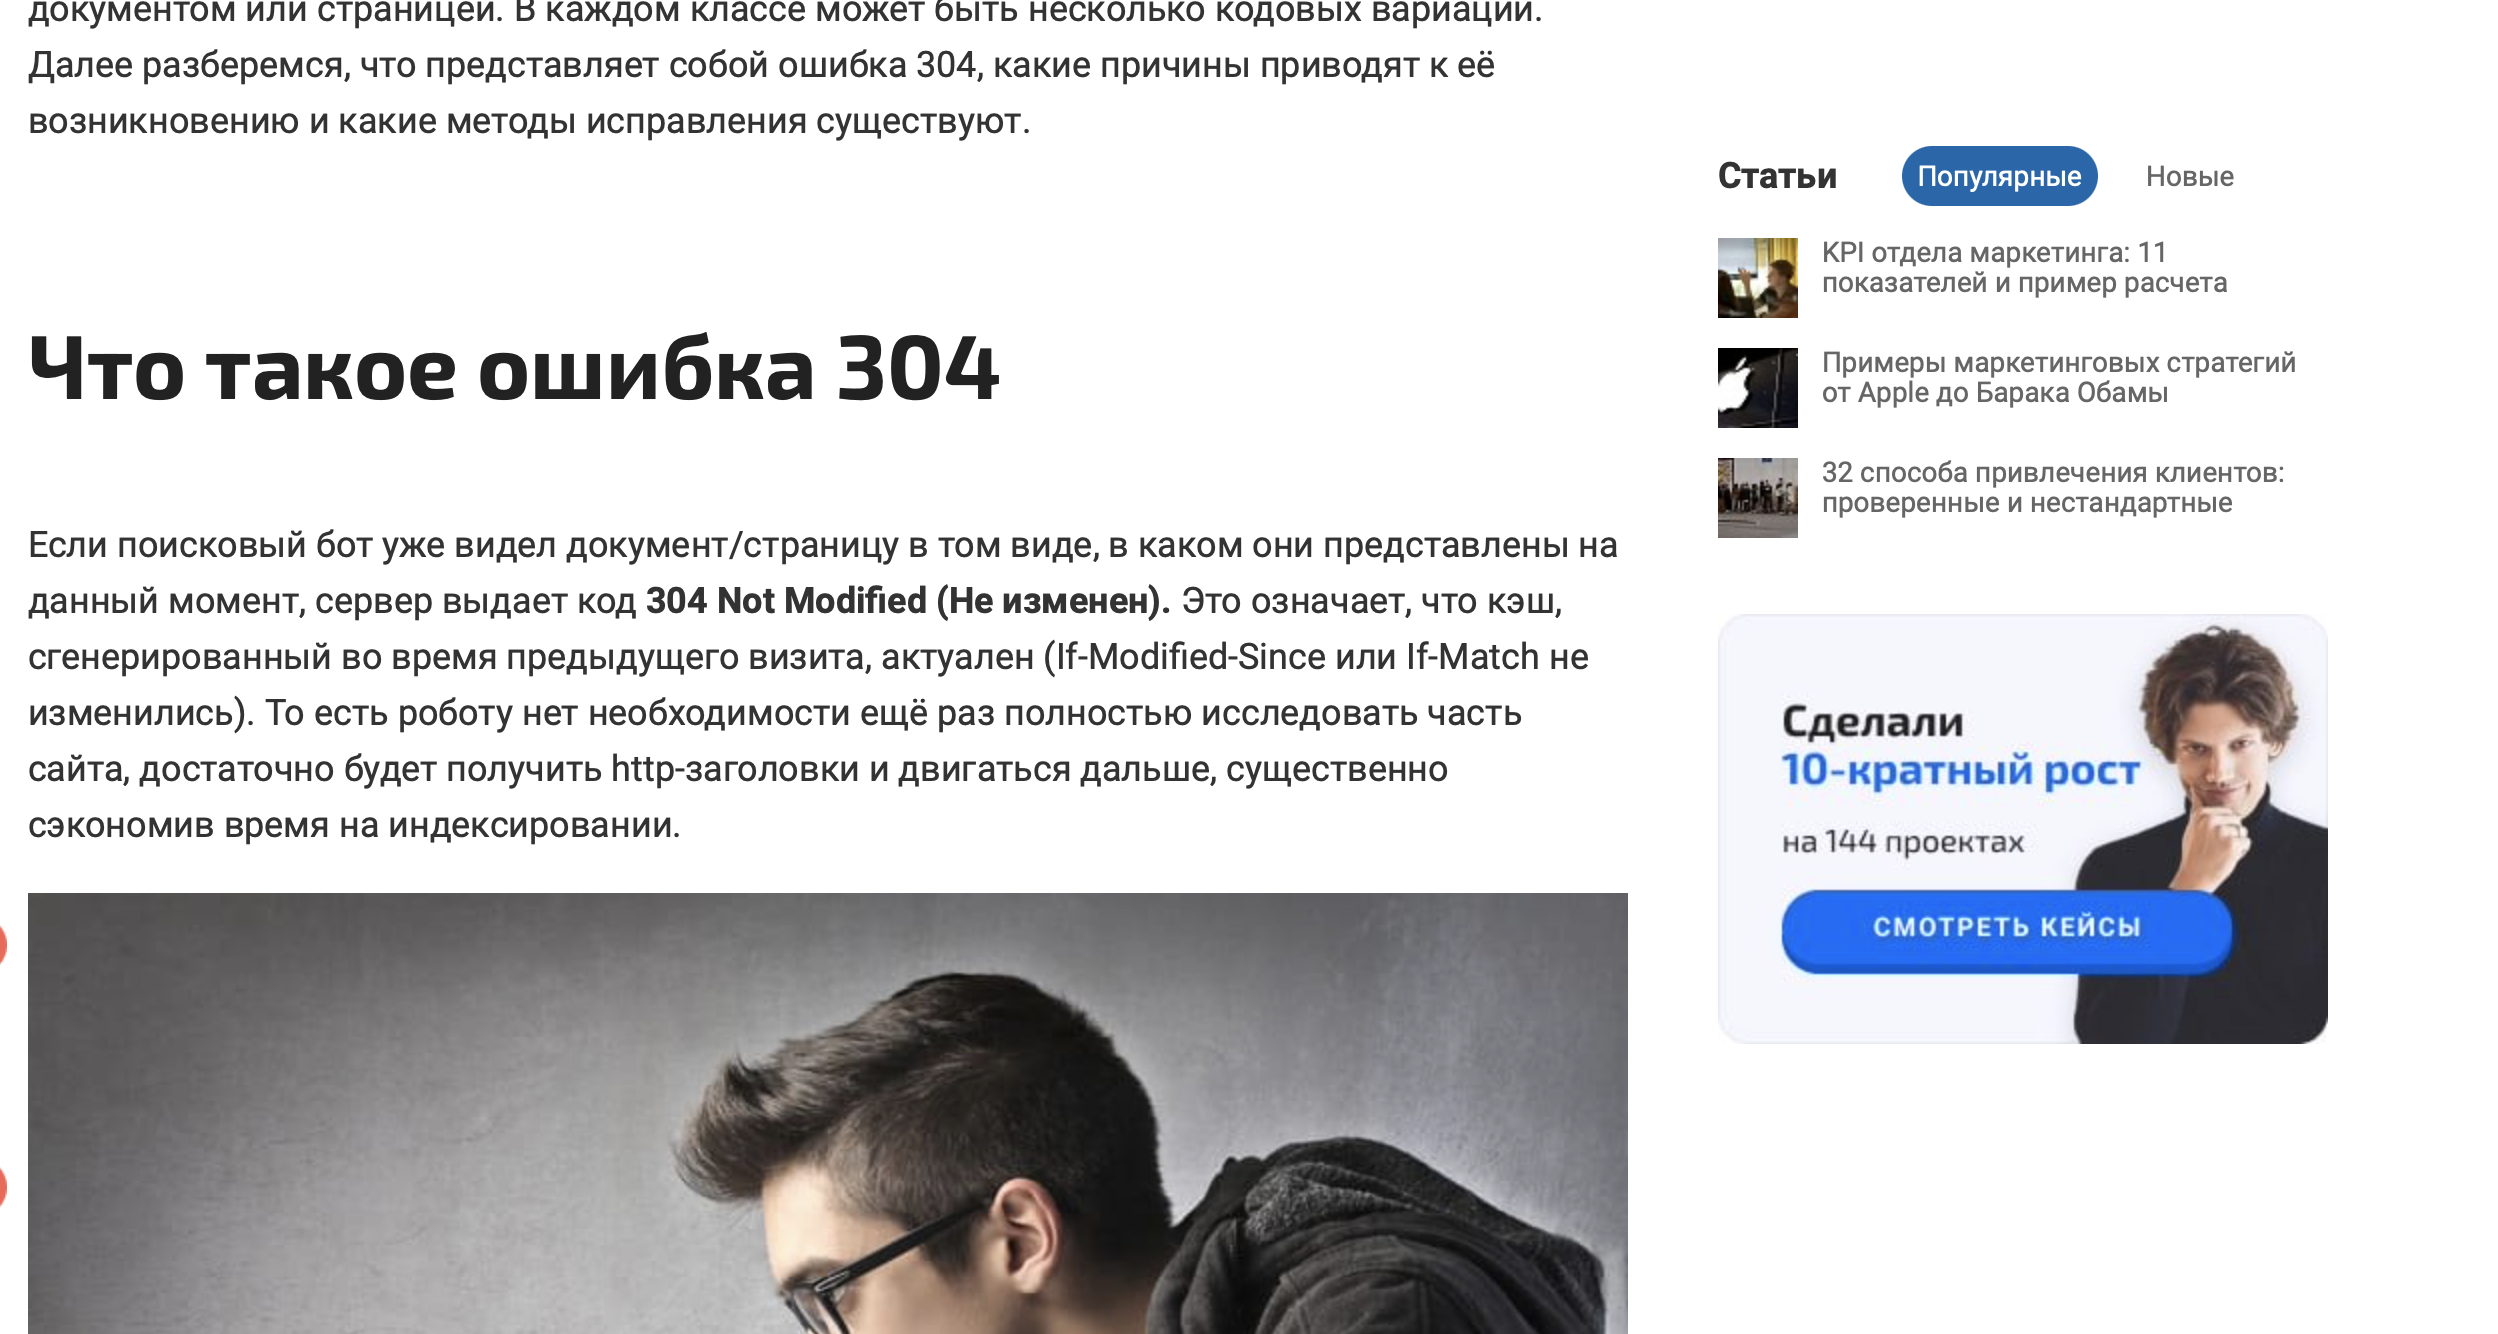 документом или страницей. В каждом классе может быть несколько кодовых вариаций.
Далее разберемся, что представляет собой ошибка 304, какие причины приводят к её
возникновению и какие методы исправления существуют.
Что такое ошибка 304
Если поисковый бот уже видел документ/страницу в том виде, в каком они представлены на
данный момент, сервер выдает код 304 Not Modified (Не изменен). Это означает, что кэш,
сгенерированный во время предыдущего визита, актуален (If-Modified-Since или If-Match не
изменились). То есть роботу нет необходимости ещё раз полностью исследовать часть
сайта, достаточно будет получить http-заголовки и двигаться дальше, существенно
сэкономив время на индексировании.
Статьи
Популярные
Новые
KPI отдела маркетинга: 11
показателей и пример расчета
Примеры маркетинговых стратегий
от Apple до Барака Обамы
32 способа привлечения клиентов:
проверенные и нестандартные
Сделали
10-кратный рост
на 144 проектах
СМОТРЕТЬ КЕЙСЫ